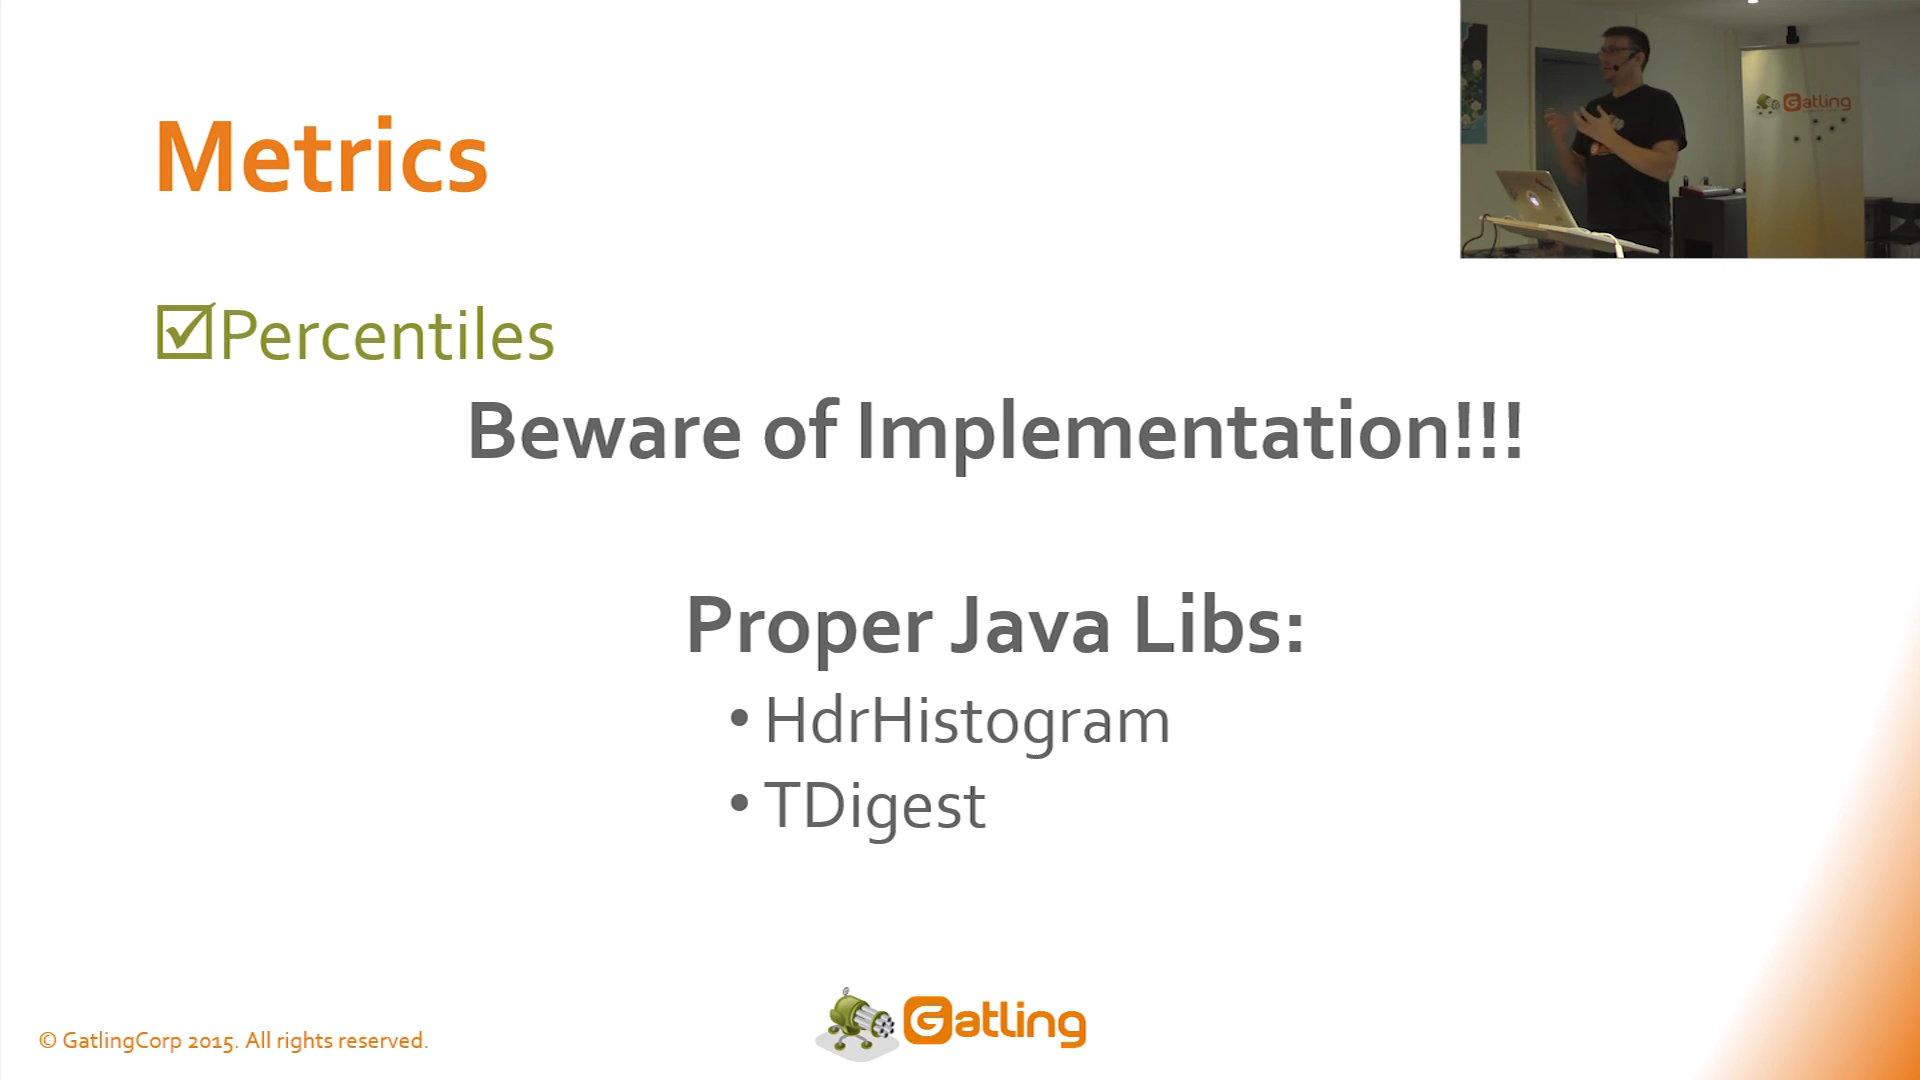 Metrics
Gatling
☑Percentiles
Beware of Implementation!!!
Proper Java Libs:
• HdrHistogram
• TDigest
© GatlingCorp 2015. All rights reserved.
Gatling